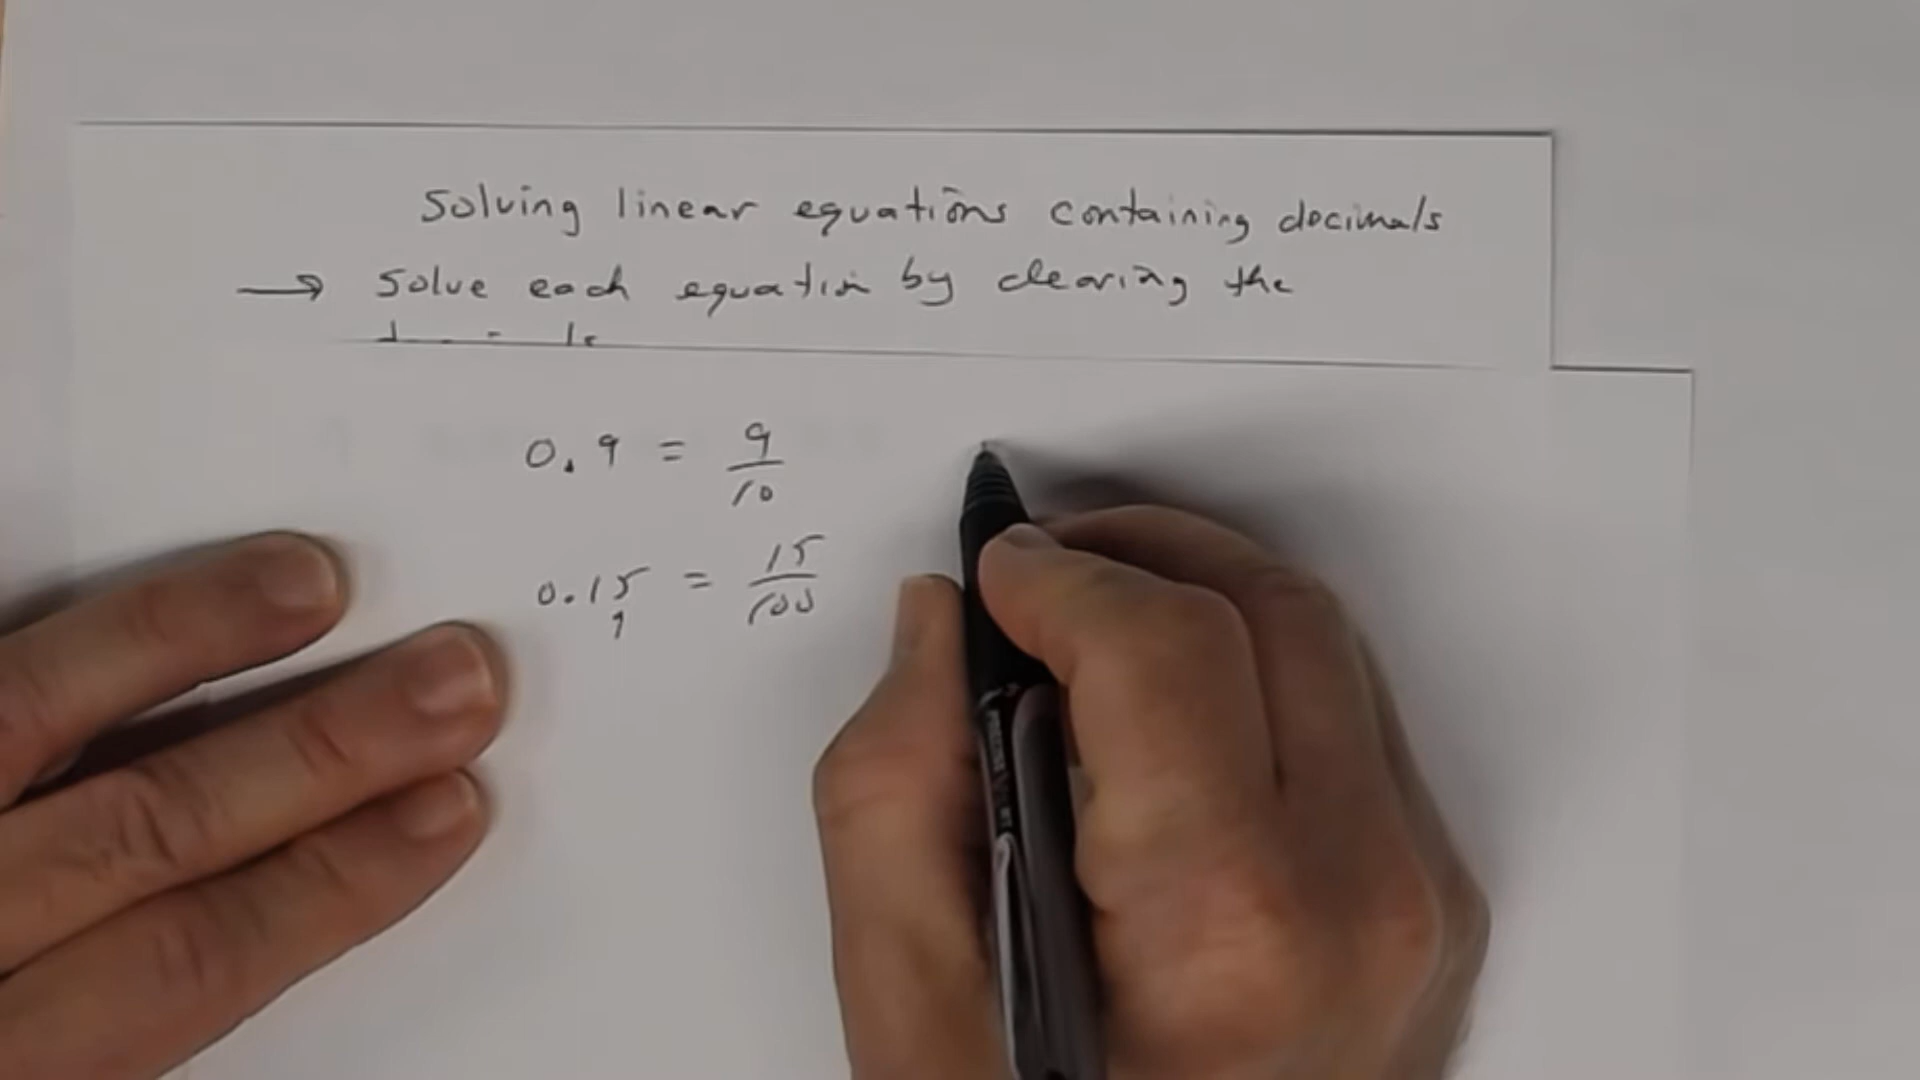 Solving linear equations containing decimals
→ Solve each equation by clearing the
0.9 = 9/10
0.15 = 15/100